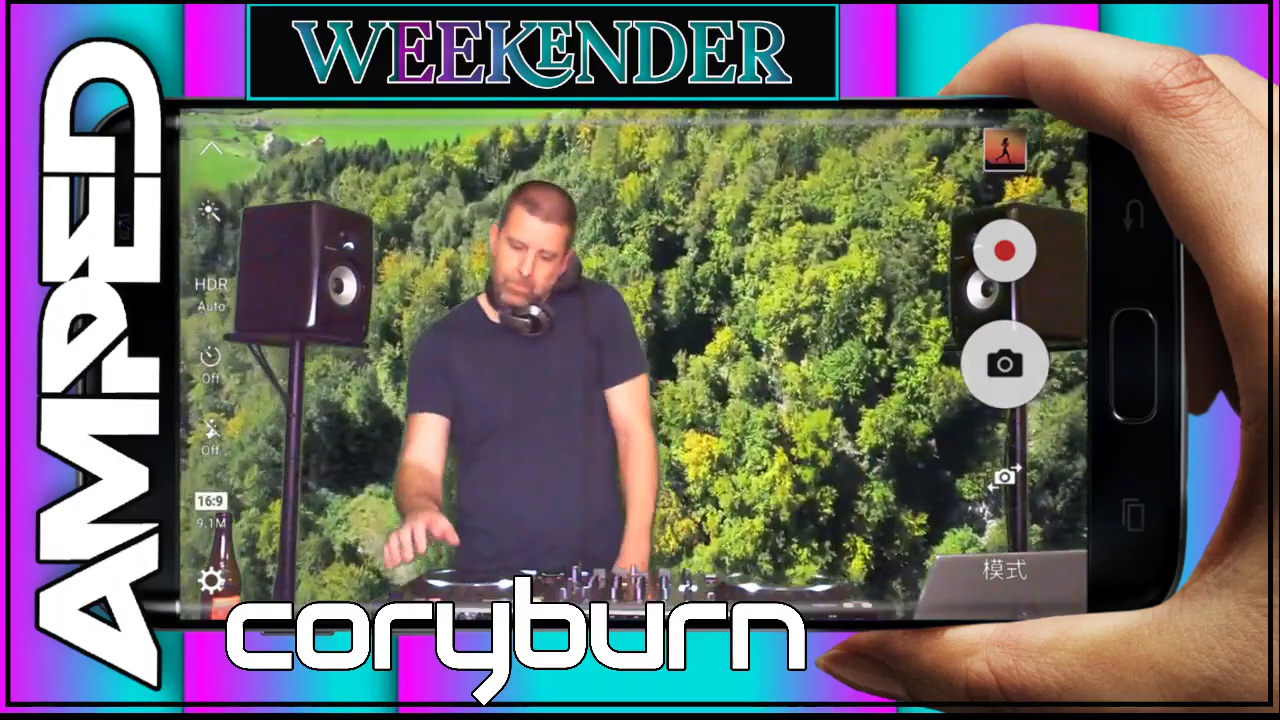 WEEKENDER
AMPED
HDR
Auto
Off
Off
16:9
9.1M
模式
coryburn